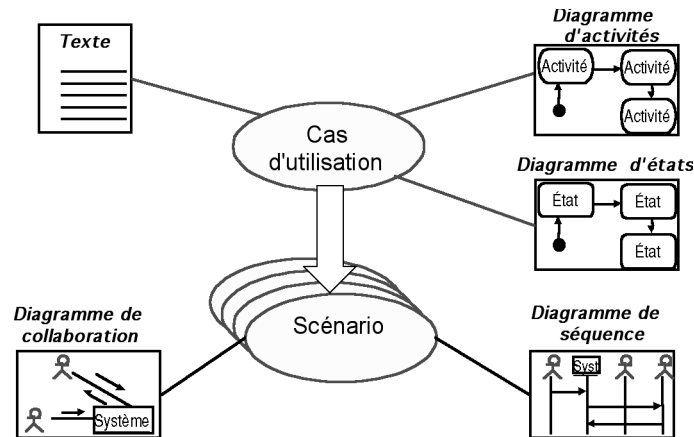 Texte
Diagramme
d'activités
Activité
Activité
Activité
Cas
d'utilisation
Diagramme d'états
État
État
État
Diagramme de
collaboration
Scénario
Diagramme de
séquence
Système
Syst